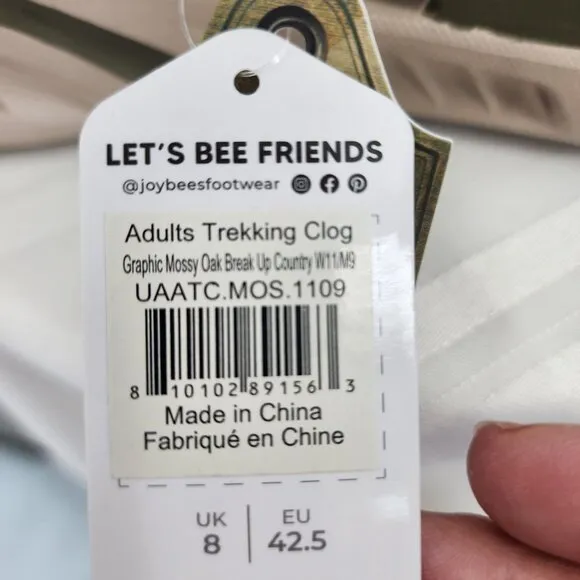 LET'S BEE FRIENDS
@joybeesfootwear
Adults Trekking Clog
Graphic Mossy Oak Break Up Country W11/M9
UAATC.MOS.1109
8 10102 89156 3
Made in China
Fabriqué en Chine
UK EU
8 42.5